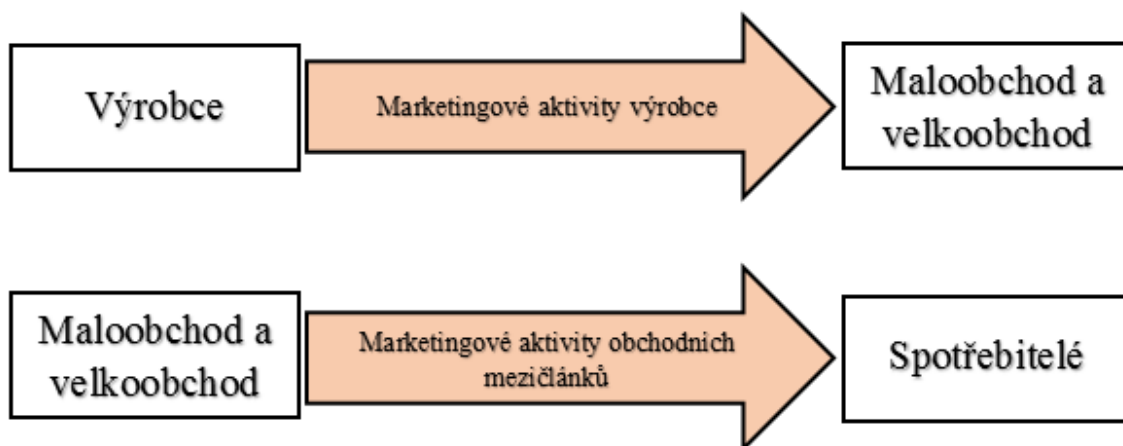 Výrobce
Marketingové aktivity výrobce
Maloobchod a
velkoobchod
Maloobchod a
velkoobchod
Marketingové aktivity obchodních
mezičlánků
Spotřebitelé